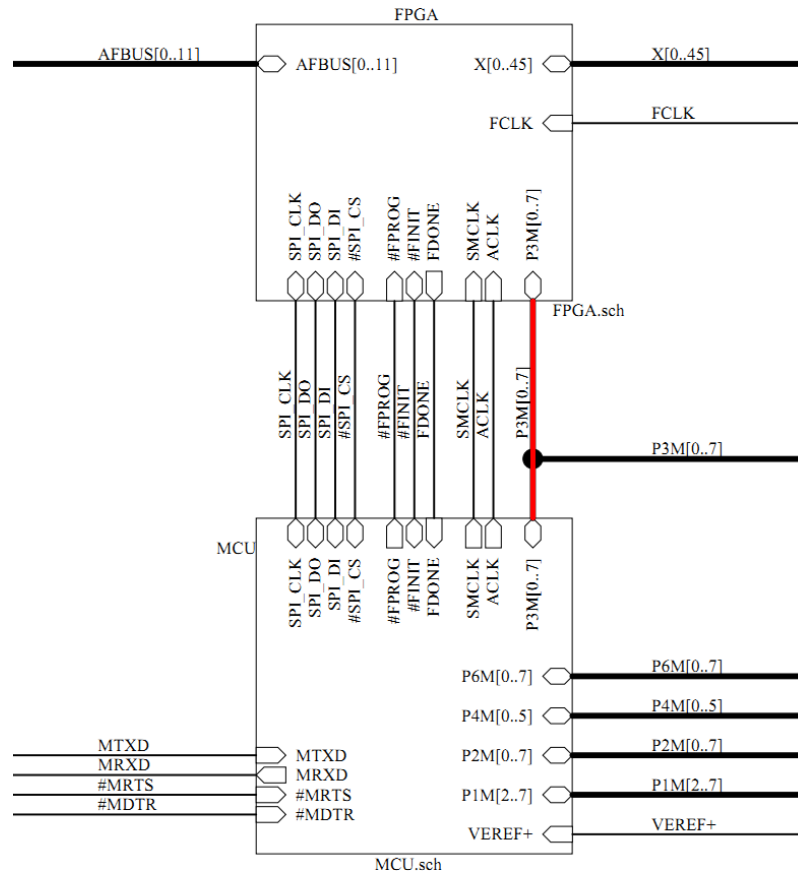 FPGA
AFBUS[0..11]
AFBUS[0..11]
X[0..45]
X[0..45]
FCLK
FCLK
SPI_CLK
SPI_DO
SPI_DI
#SPI_CS
#FPROG
#FINIT
FDONE
SMCLK
ACLK
P3M[0..7]
FPGA.sch
SPI_CLK
SPI_DO
SPI_DI
#SPI_CS
#FPROG
#FINIT
FDONE
SMCLK
ACLK
P3M[0..7]
P3M[0..7]
MCU
SPI_CLK
SPI_DO
SPI_DI
#SPI_CS
#FPROG
#FINIT
FDONE
SMCLK
ACLK
P3M[0..7]
P6M[0..7]
P6M[0..7]
P4M[0..5]
P4M[0..5]
P2M[0..7]
P2M[0..7]
P1M[2..7]
P1M[2..7]
VEREF+
VEREF+
MTXD
MTXD
MRXD
MRXD
#MRTS
#MRTS
#MDTR
#MDTR
MCU.sch